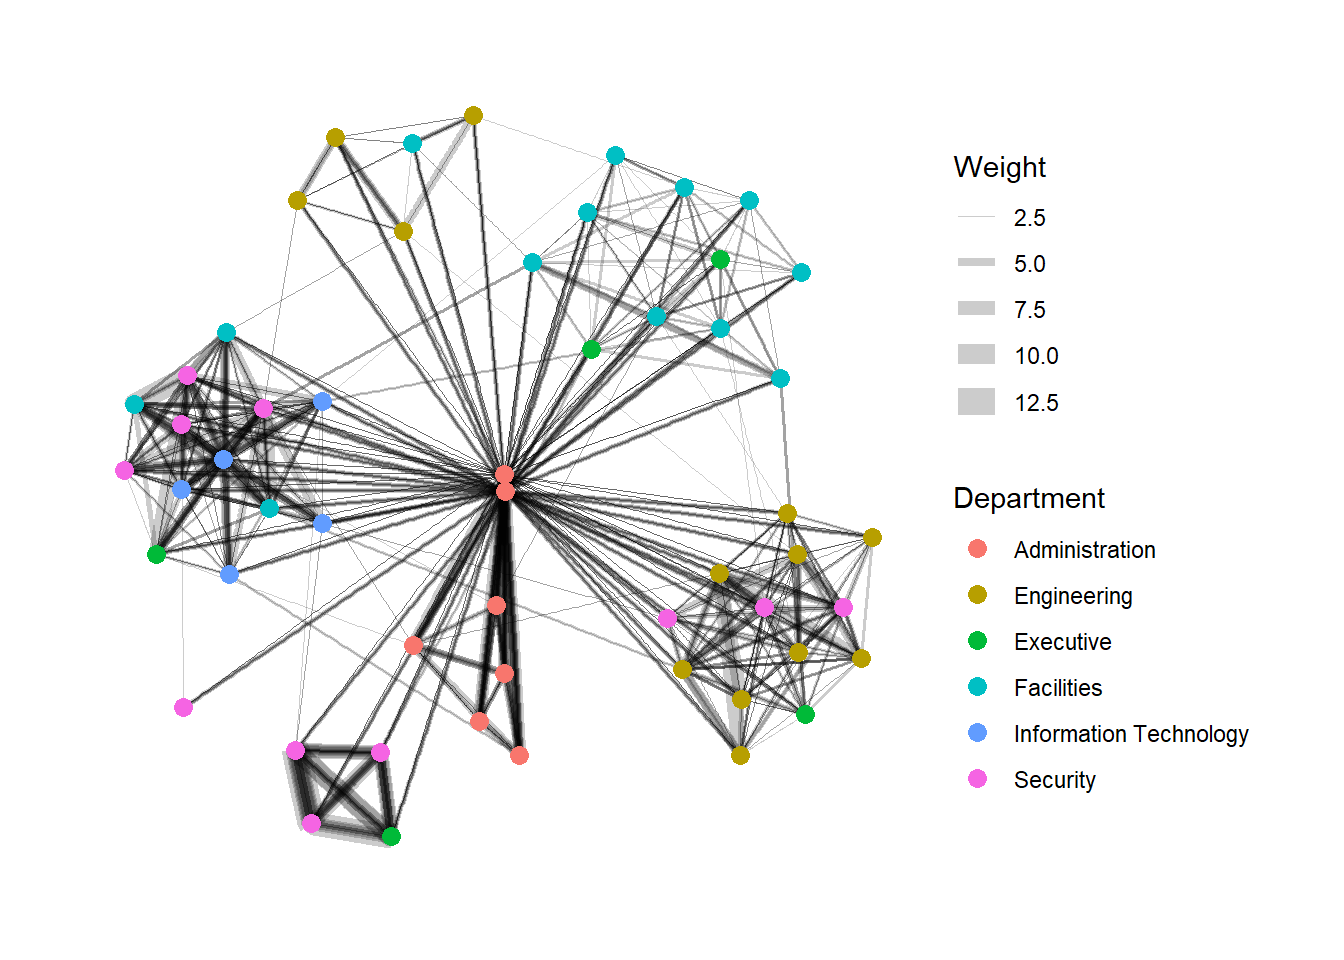 Weight
2.5
5.0
7.5
10.0
12.5
Department
Administration
Engineering
Executive
Facilities
Information Technology
Security